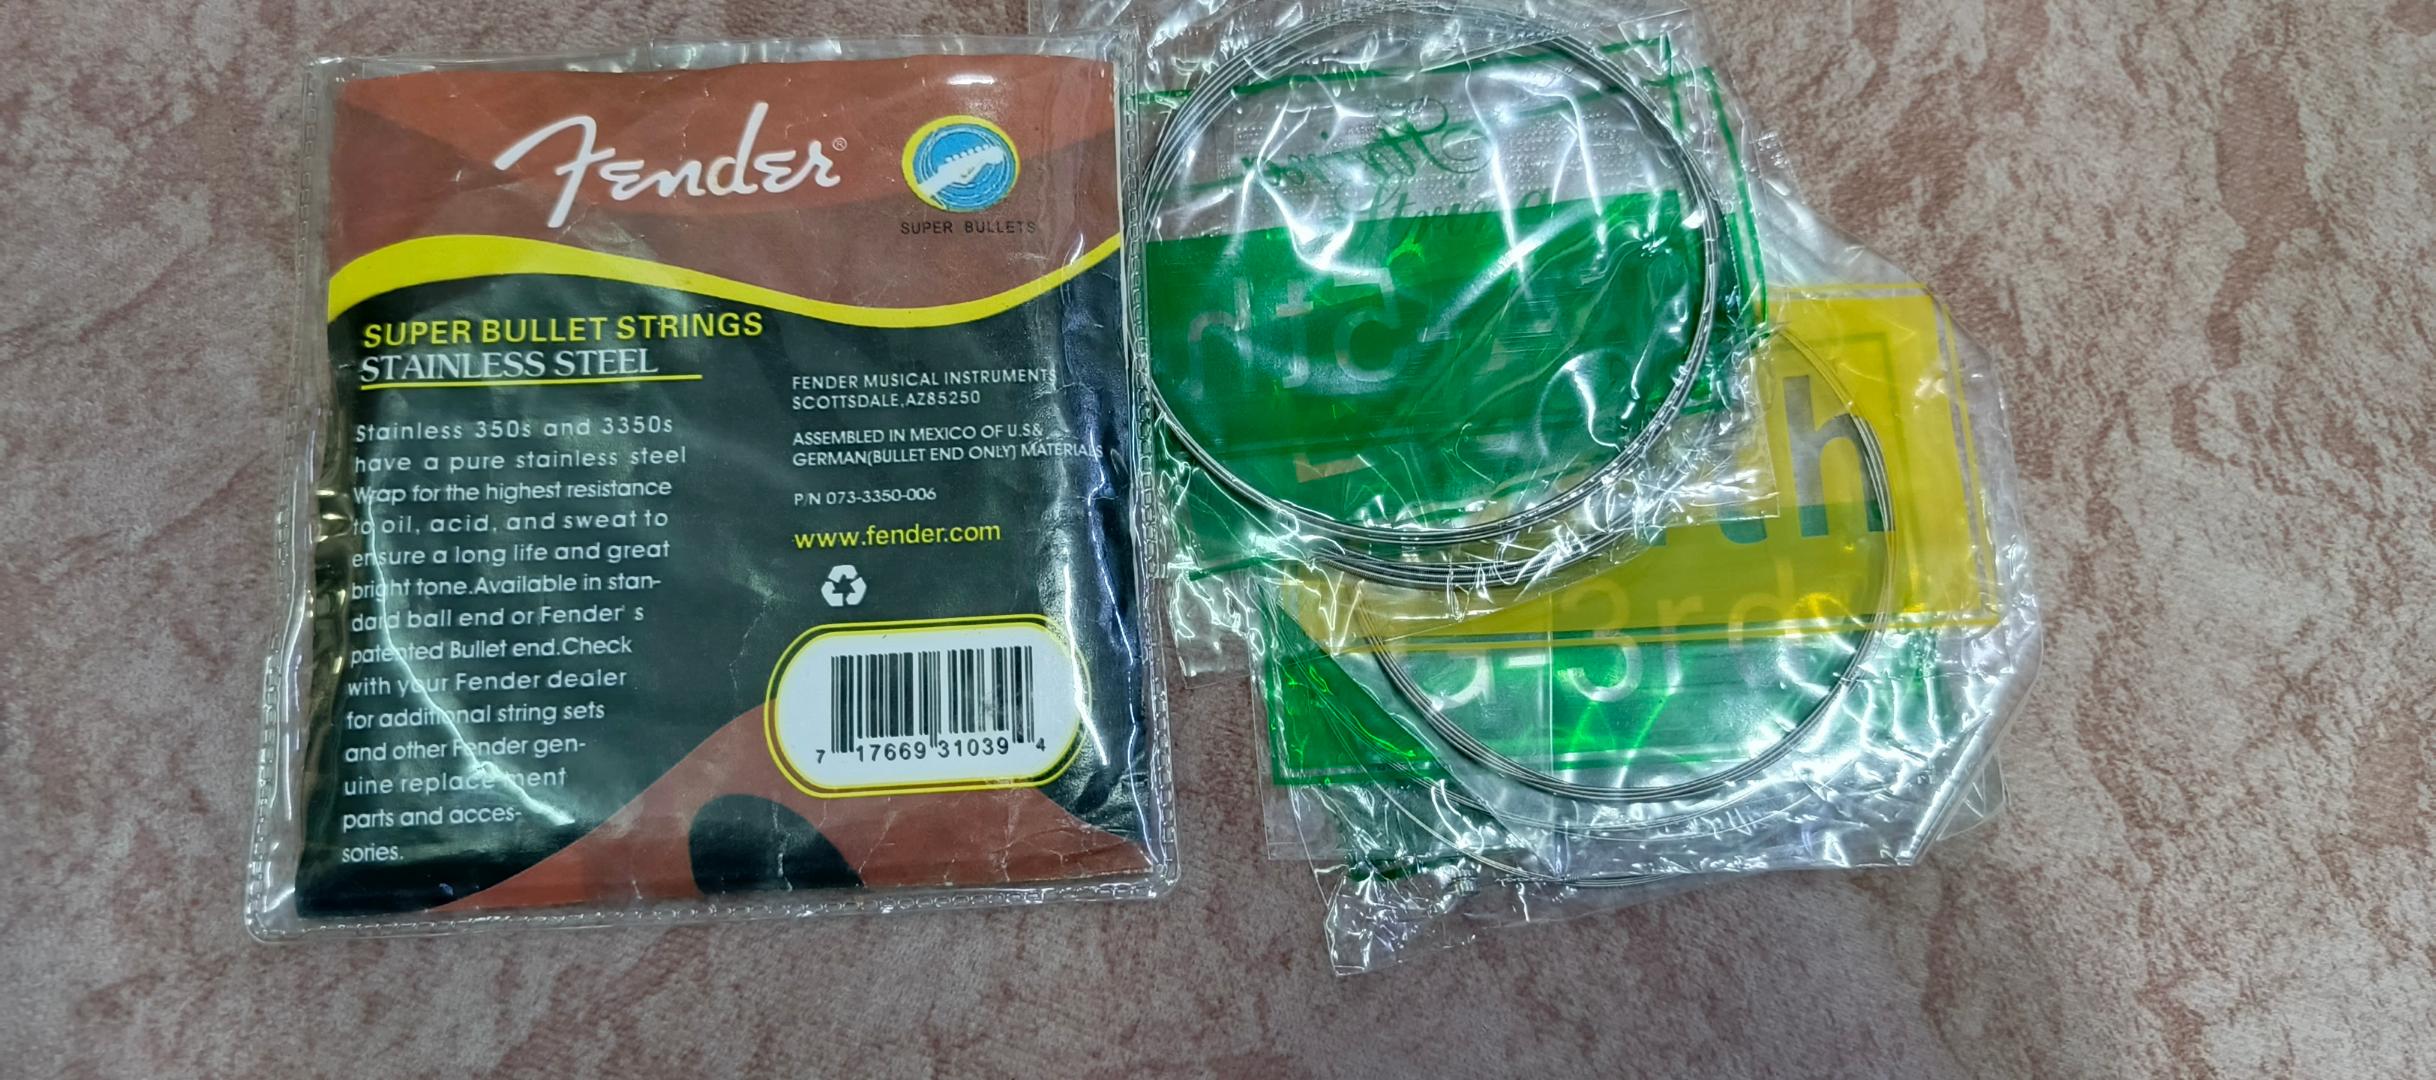 Fender®
SUPER BULLETS
SUPER BULLET STRINGS
STAINLESS STEEL
Stainless 350s and 3350s
have a pure stainless steel
Wrap for the highest resistance
to oil, acid, and sweat to
ensure a long life and great
bright tone.Available in stan-
dard ball end or Fender' s
patented Bullet end.Check
with your Fender dealer
for additional string sets
and other Fender gen-
uine replacement
parts and acces-
sories.
FENDER MUSICAL INSTRUMENTS
SCOTTSDALE,AZ85250
ASSEMBLED IN MEXICO OF U.S&
GERMAN(BULLET END ONLY) MATERIALS
P/N 073-3350-006
www.fender.com
7 17669 31039 4
th
3rd